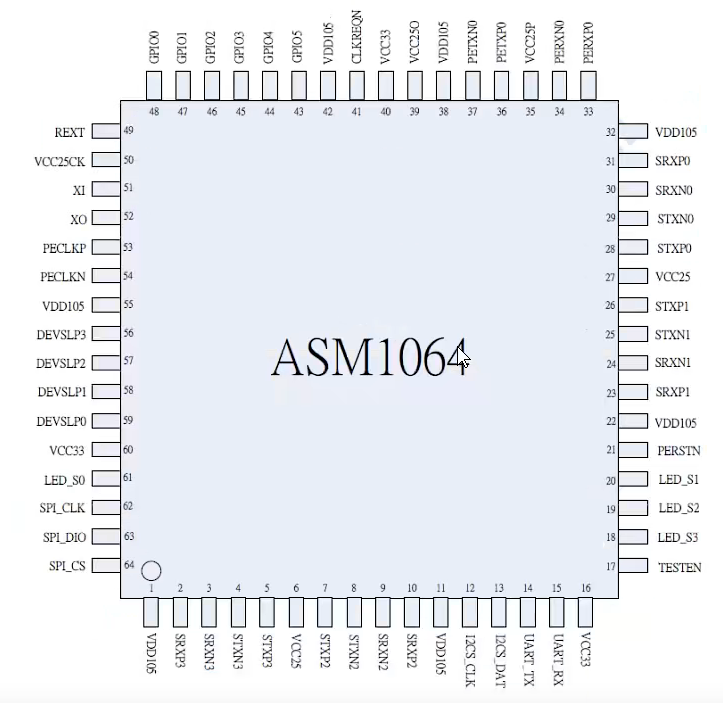 GPIO0 GPIO1 GPIO2 GPIO3 GPIO4 GPIO5 VDD105 CLKREQN VCC33 VCC25O VDD105 PETXN0 PETXP0 VCC25P PERXN0 PERXP0
48 47 46 45 44 43 42 41 40 39 38 37 36 35 34 33
REXT 49 32 VDD105
VCC25CK 50 31 SRXP0
XI 51 30 SRXN0
XO 52 29 STXN0
PECLKP 53 28 STXP0
PECLKN 54 27 VCC25
VDD105 55 26 STXP1
DEVSLP3 56 25 STXN1
ASM1064
DEVSLP2 57 24 SRXN1
DEVSLP1 58 23 SRXP1
DEVSLP0 59 22 VDD105
VCC33 60 21 PERSTN
LED_S0 61 20 LED_S1
SPI_CLK 62 19 LED_S2
SPI_DIO 63 18 LED_S3
SPI_CS 64 17 TESTEN
1 2 3 4 5 6 7 8 9 10 11 12 13 14 15 16
VDD105 SRXP3 SRXN3 STXN3 STXP3 VCC25 STXP2 STXN2 SRXN2 SRXP2 VDD105 I2CS_CLK I2CS_DAT UART_TX UART_RX VCC33